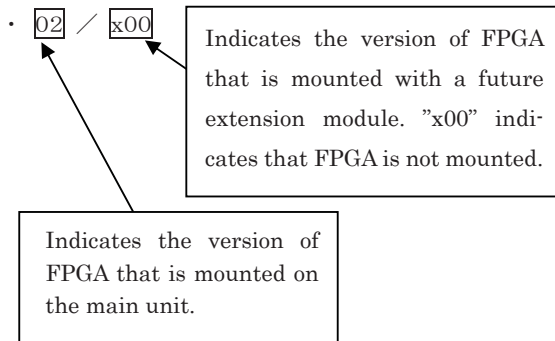 · 02 ／ x00
Indicates the version of FPGA
that is mounted with a future
extension module. ”x00” indi-
cates that FPGA is not mounted.
Indicates the version of
FPGA that is mounted on
the main unit.